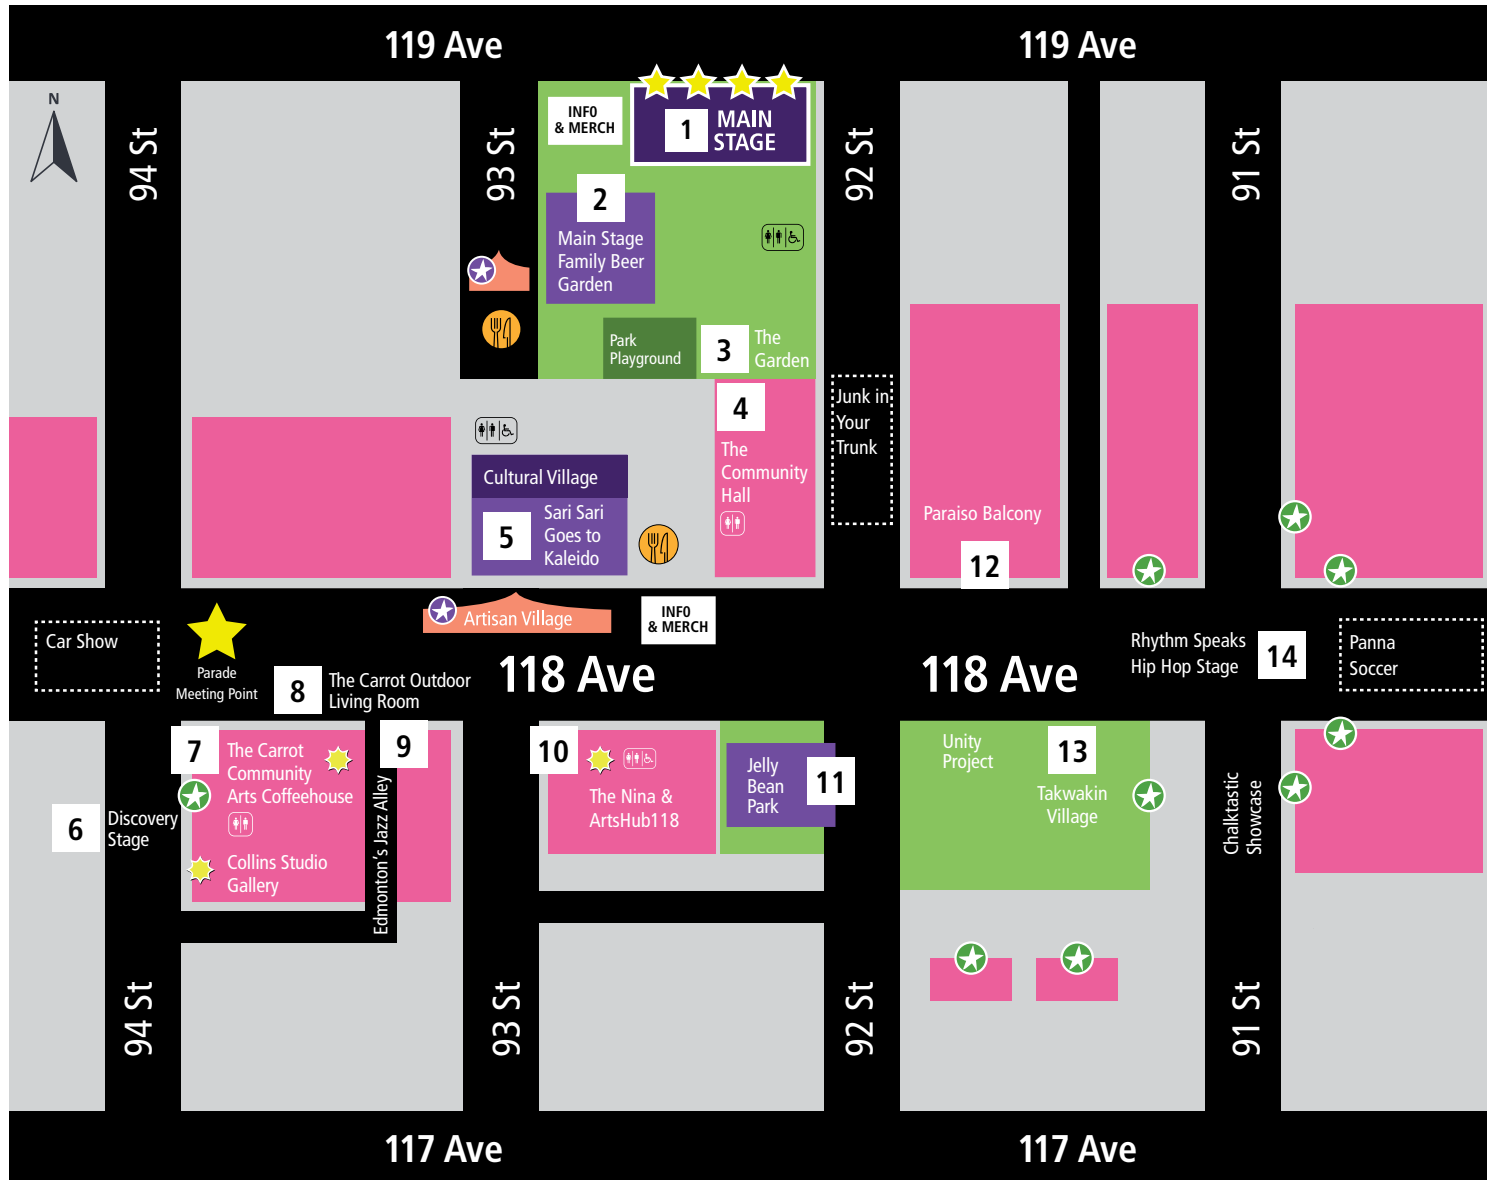 119 Ave
119 Ave
N
94 St
93 St
INFO
& MERCH
1
MAIN
STAGE
92 St
91 St
2
Main Stage
Family Beer
Garden
Park
Playground
3
The
Garden
4
The
Community
Hall
Junk in
Your
Trunk
Cultural Village
5
Sari Sari
Goes to
Kaleido
Paraiso Balcony
12
Car Show
Parade
Meeting Point
Artisan Village
INFO
& MERCH
8
The Carrot Outdoor
Living Room
118 Ave
118 Ave
Rhythm Speaks
Hip Hop Stage
14
Panna
Soccer
7
The Carrot
Community
Arts Coffeehouse
9
Edmonton's Jazz Alley
10
The Nina &
ArtsHub118
Jelly
Bean
Park
11
Unity
Project
13
Takwakin
Village
Chalktastic
Showcase
6
Discovery
Stage
Collins Studio
Gallery
94 St
93 St
92 St
91 St
117 Ave
117 Ave